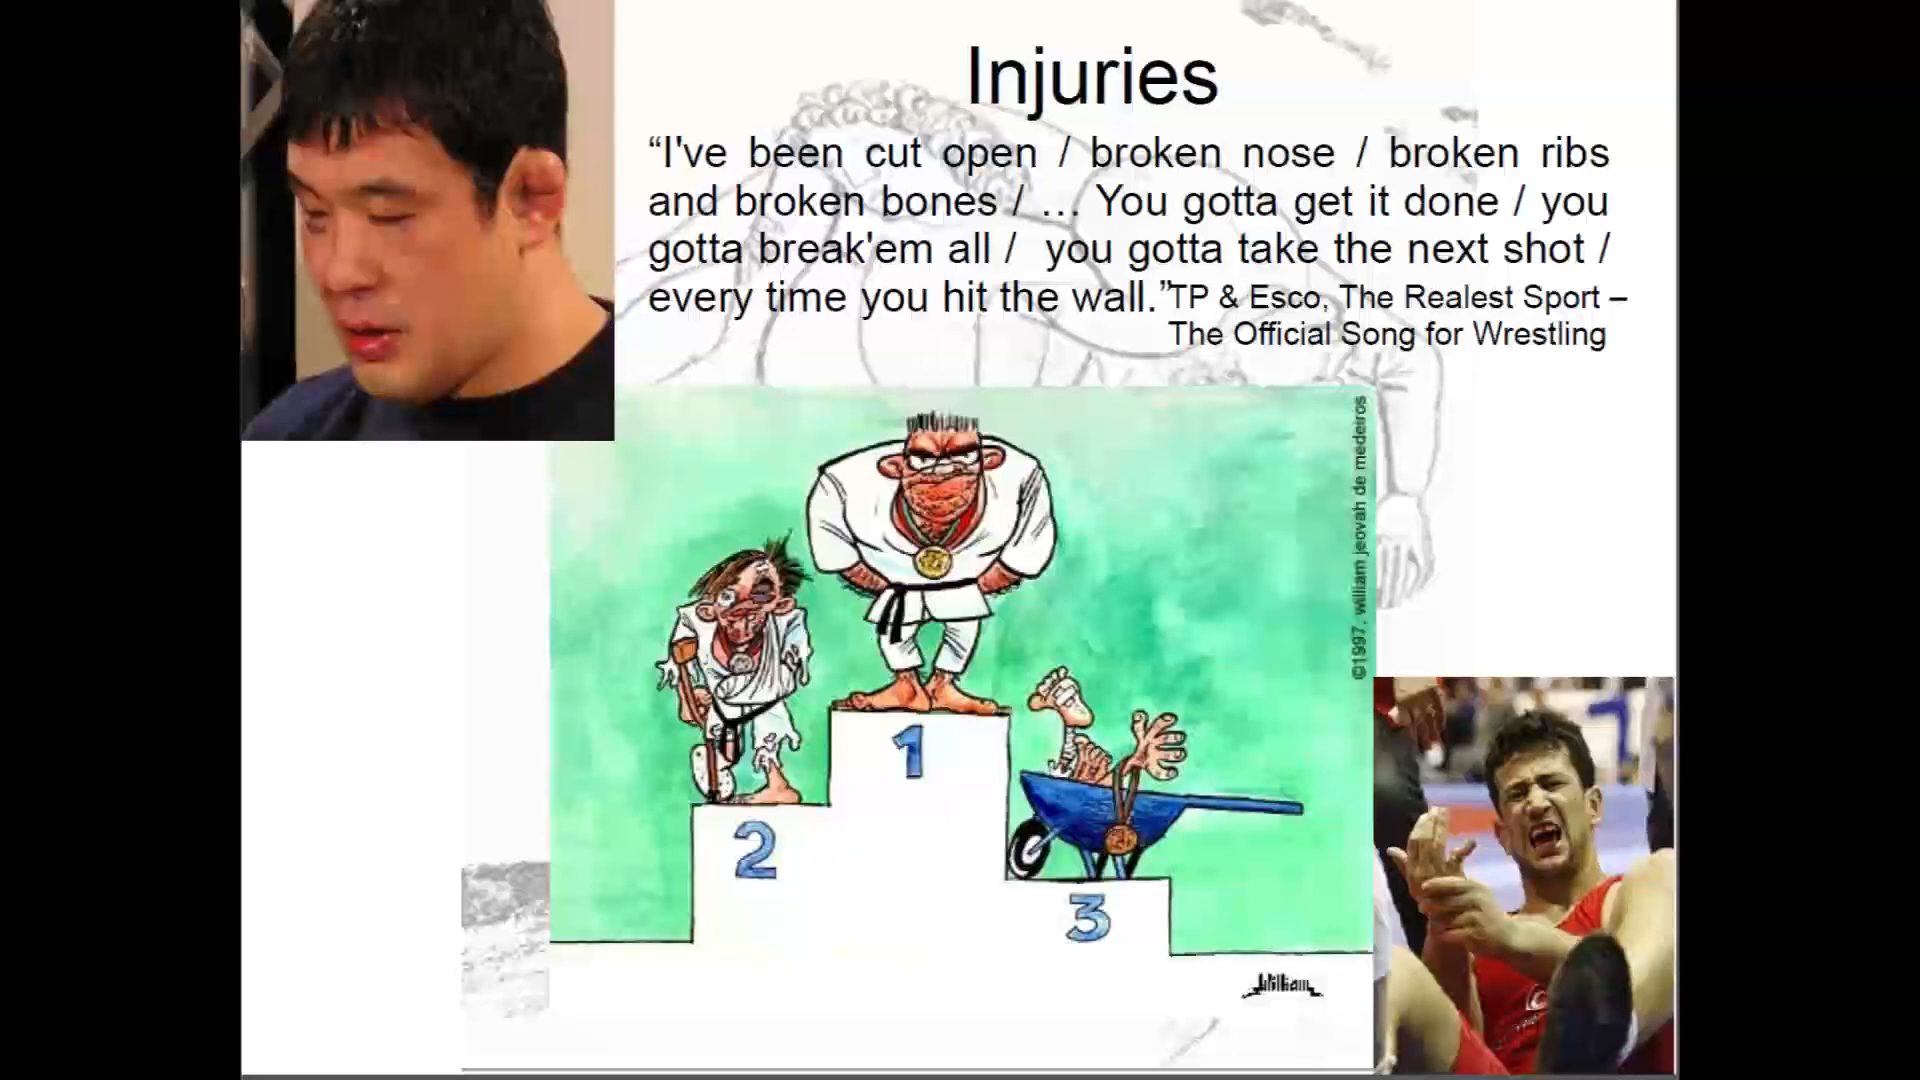 Injuries
“I've been cut open / broken nose / broken ribs
and broken bones / … You gotta get it done / you
gotta break'em all / you gotta take the next shot /
every time you hit the wall.”
TP & Esco, The Realest Sport –
The Official Song for Wrestling
©1997, william jeovah de medeiros
1
2
3
William